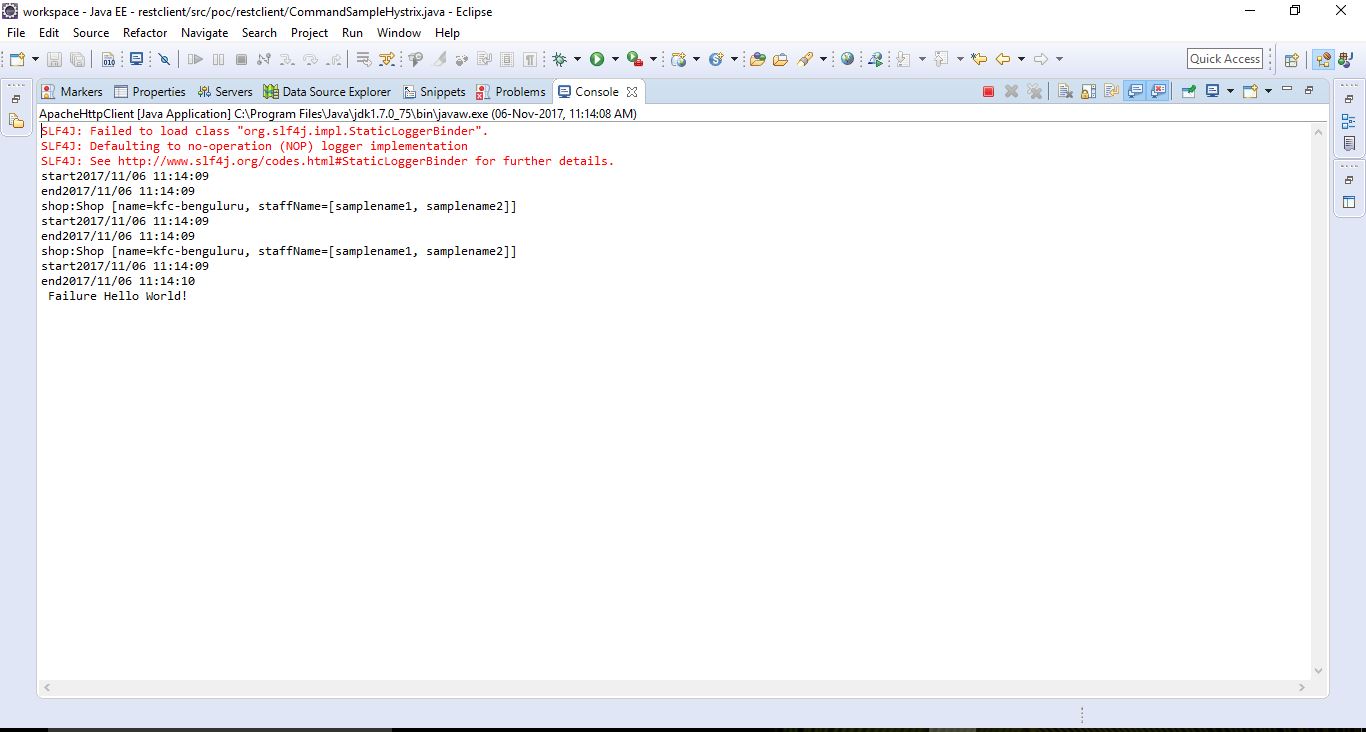 workspace - Java EE - restclient/src/poc/restclient/CommandSampleHystrix.java - Eclipse
File Edit Source Refactor Navigate Search Project Run Window Help
Quick Access
Markers Properties Servers Data Source Explorer Snippets Problems Console
ApacheHttpClient [Java Application] C:\Program Files\Java\jdk1.7.0_75\bin\javaw.exe (06-Nov-2017, 11:14:08 AM)
SLF4J: Failed to load class "org.slf4j.impl.StaticLoggerBinder".
SLF4J: Defaulting to no-operation (NOP) logger implementation
SLF4J: See http://www.slf4j.org/codes.html#StaticLoggerBinder for further details.
start2017/11/06 11:14:09
end2017/11/06 11:14:09
shop:Shop [name=kfc-benguluru, staffName=[samplename1, samplename2]]
start2017/11/06 11:14:09
end2017/11/06 11:14:09
shop:Shop [name=kfc-benguluru, staffName=[samplename1, samplename2]]
start2017/11/06 11:14:09
end2017/11/06 11:14:10
Failure Hello World!